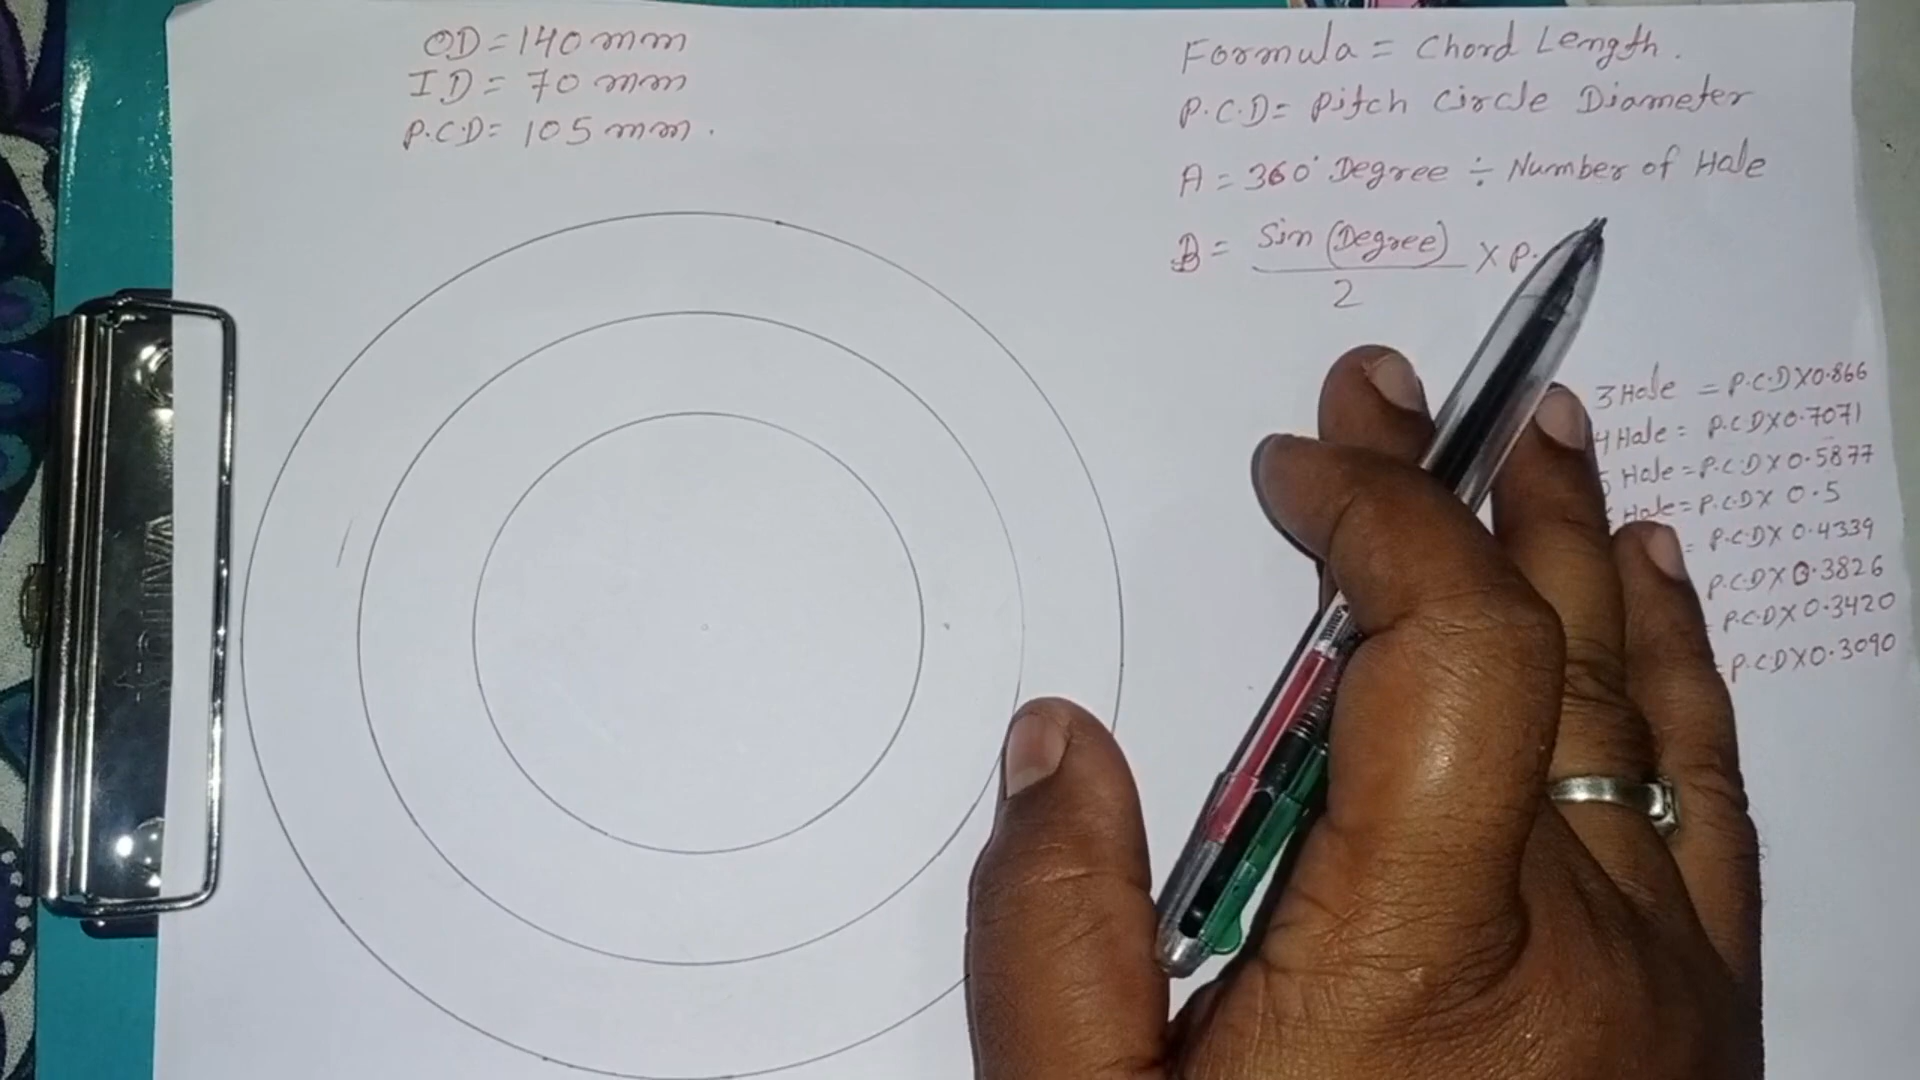 OD = 140 mm
ID = 70 mm
P.C.D = 105 mm.
Formula = Chord Length.
P.C.D = Pitch Circle Diameter
A = 360° Degree ÷ Number of Hole
B = Sin (Degree) / 2 × P.
3 Hole = P.C.D × 0.866
4 Hole = P.C.D × 0.7071
Hole = P.C.D × 0.5877
Hole = P.C.D × 0.5
= P.C.D × 0.4339
P.C.D × 0.3826
P.C.D × 0.3420
= P.C.D × 0.3090